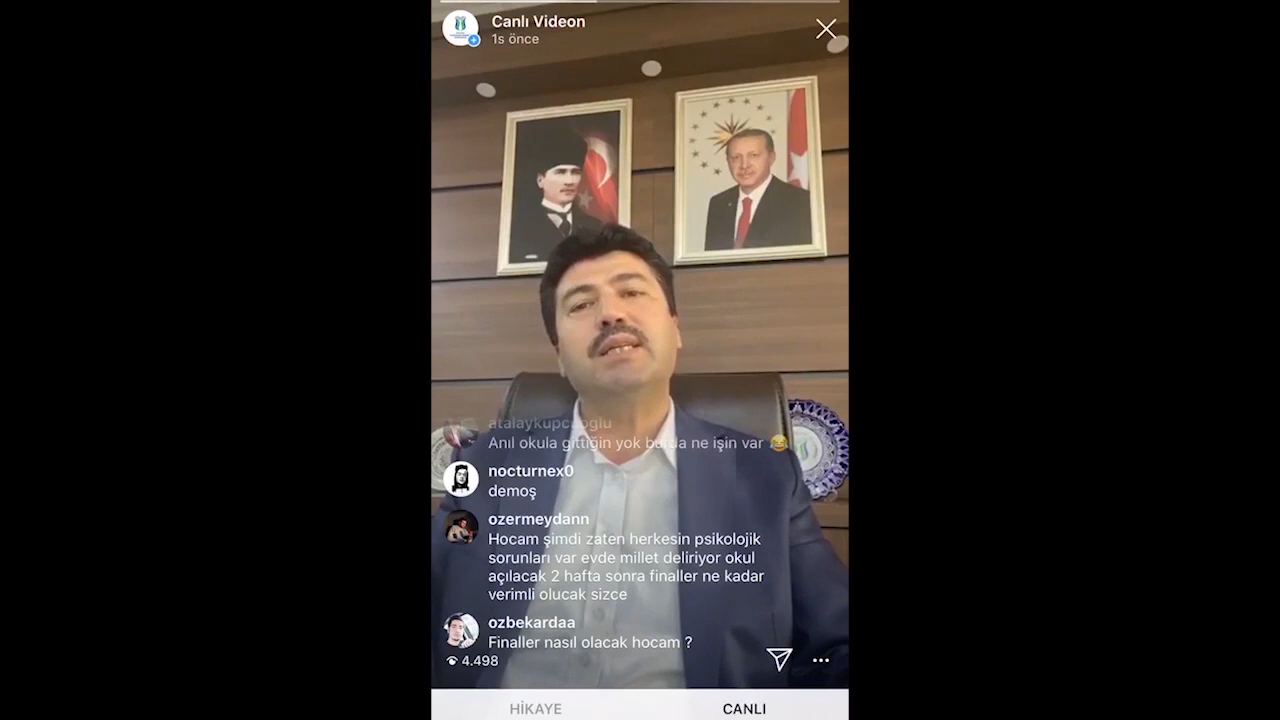 Canlı Videon
1s önce
atalaykupcuoglu
Anıl okula gittiğin yok burda ne işin var
nocturnex0
demoş
ozermeydann
Hocam şimdi zaten herkesin psikolojik
sorunları var evde millet deliriyor okul
açılacak 2 hafta sonra finaller ne kadar
verimli olucak sizce
ozbekardaa
Finaller nasıl olacak hocam ?
4.498
HİKAYE
CANLI